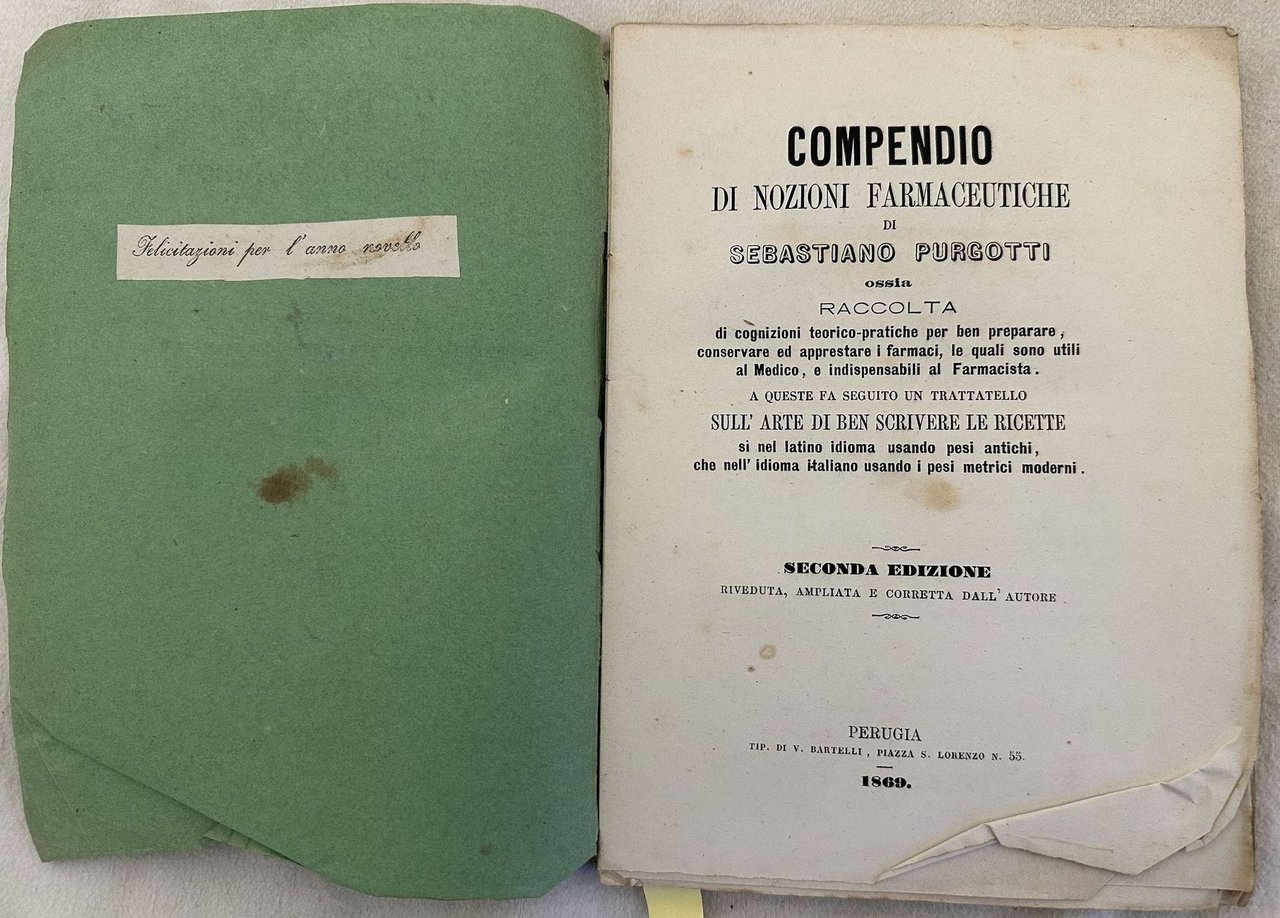 Felicitazioni per l'anno novello
COMPENDIO
DI NOZIONI FARMACEUTICHE
DI
SEBASTIANO PURGOTTI
ossia
RACCOLTA
di cognizioni teorico-pratiche per ben preparare,
conservare ed apprestare i farmaci, le quali sono utili
al Medico, e indispensabili al Farmacista.
A QUESTE FA SEGUITO UN TRATTATELLO
SULL' ARTE DI BEN SCRIVERE LE RICETTE
sì nel latino idioma usando pesi antichi,
che nell' idioma italiano usando i pesi metrici moderni.
SECONDA EDIZIONE
RIVEDUTA, AMPLIATA E CORRETTA DALL' AUTORE
PERUGIA
TIP. DI V. BARTELLI, PIAZZA S. LORENZO N. 55.
1869.